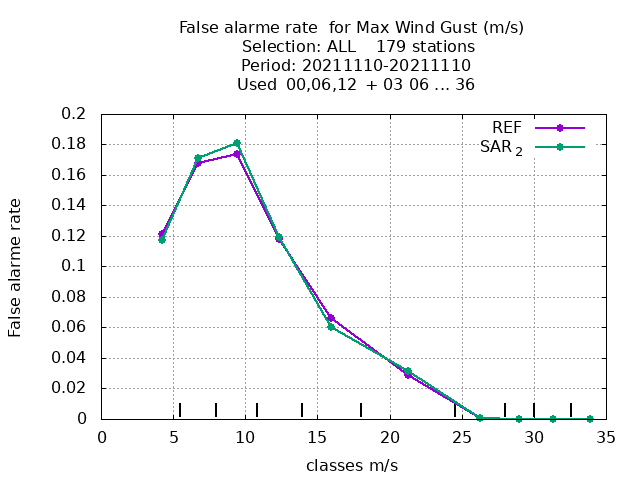 False alarme rate  for Max Wind Gust (m/s)
Selection: ALL    179 stations
Period: 20211110-20211110
Used  00,06,12  + 03 06 ... 36
REF
SAR 2
0.2
0.18
0.16
0.14
0.12
0.1
0.08
0.06
0.04
0.02
0
False alarme rate
0 5 10 15 20 25 30 35
classes m/s